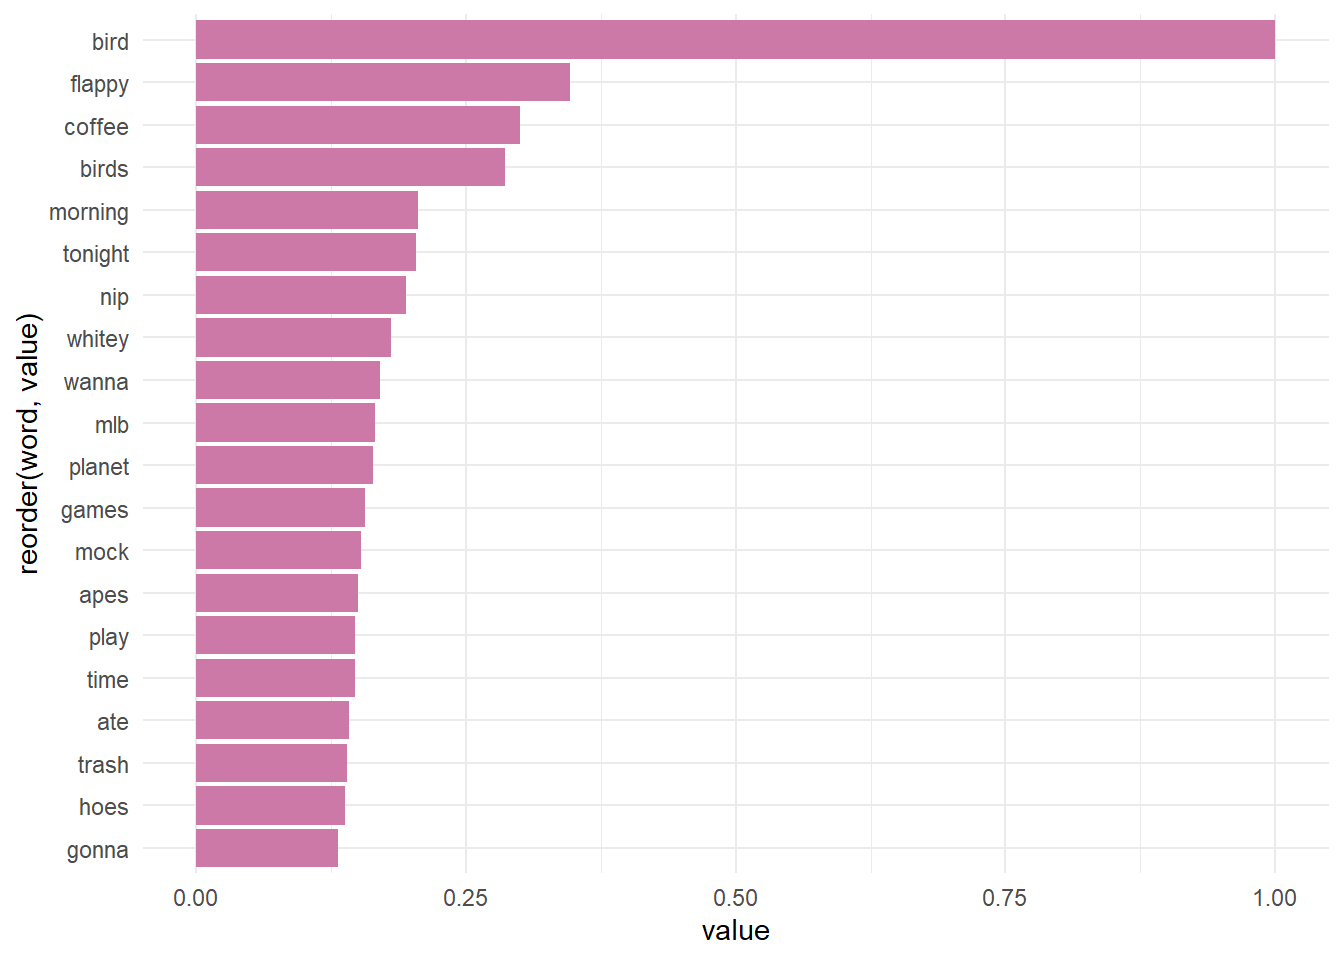 bird
flappy
coffee
birds
morning
tonight
nip
whitey
wanna
mlb
planet
games
mock
apes
play
time
ate
trash
hoes
gonna
reorder(word, value)
0.00 0.25 0.50 0.75 1.00
value